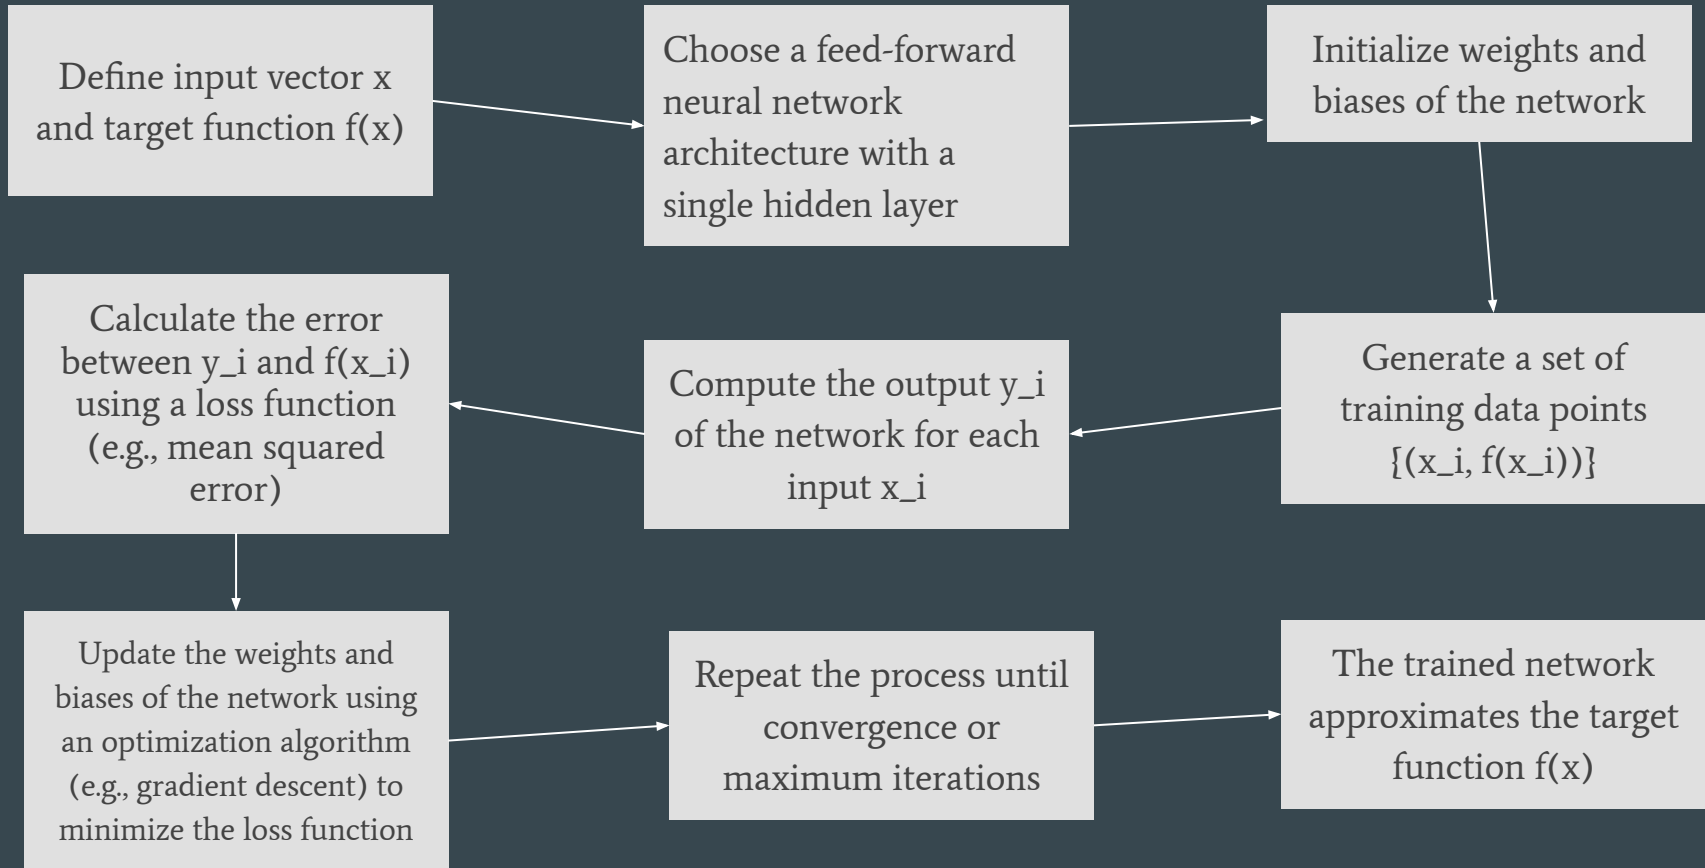 Define input vector x
and target function f(x)
Choose a feed-forward
neural network
architecture with a
single hidden layer
Initialize weights and
biases of the network
Generate a set of
training data points
{(x_i, f(x_i))}
Compute the output y_i
of the network for each
input x_i
Calculate the error
between y_i and f(x_i)
using a loss function
(e.g., mean squared
error)
Update the weights and
biases of the network using
an optimization algorithm
(e.g., gradient descent) to
minimize the loss function
Repeat the process until
convergence or
maximum iterations
The trained network
approximates the target
function f(x)